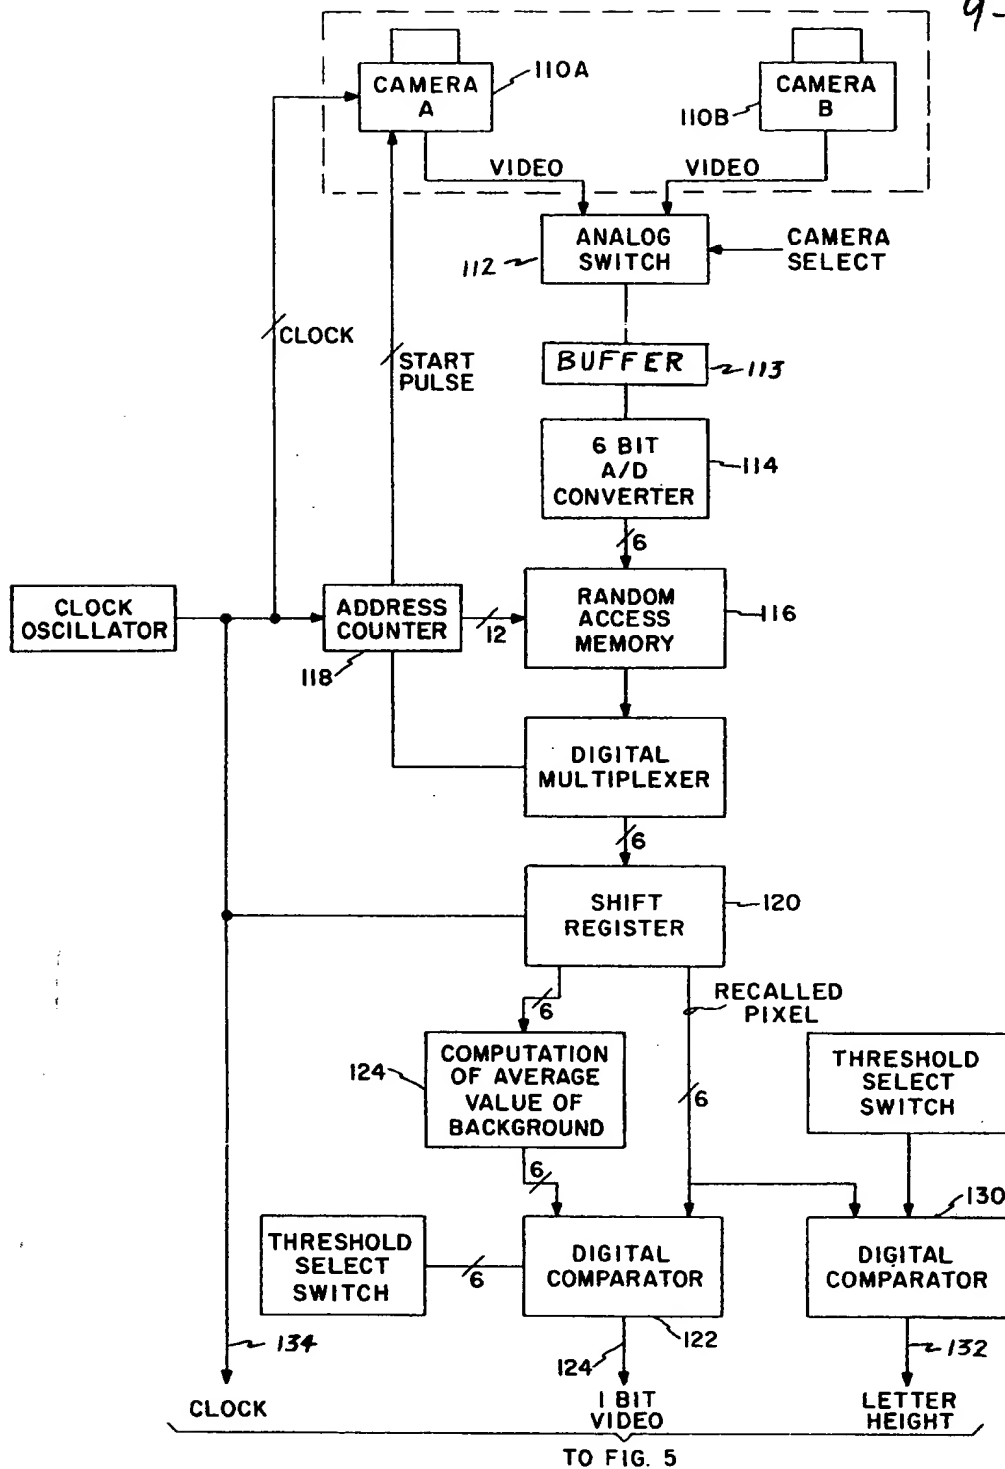 9-
CAMERA
A
110A
CAMERA
B
110B
VIDEO
VIDEO
ANALOG
SWITCH
112
CAMERA
SELECT
CLOCK
START
PULSE
BUFFER
113
6 BIT
A/D
CONVERTER
114
6
CLOCK
OSCILLATOR
ADDRESS
COUNTER
118
12
RANDOM
ACCESS
MEMORY
116
DIGITAL
MULTIPLEXER
6
SHIFT
REGISTER
120
6
RECALLED
PIXEL
COMPUTATION
OF AVERAGE
VALUE OF
BACKGROUND
124
6
THRESHOLD
SELECT
SWITCH
6
130
THRESHOLD
SELECT
SWITCH
6
DIGITAL
COMPARATOR
DIGITAL
COMPARATOR
134
122
124
132
CLOCK
1 BIT
VIDEO
LETTER
HEIGHT
TO FIG. 5